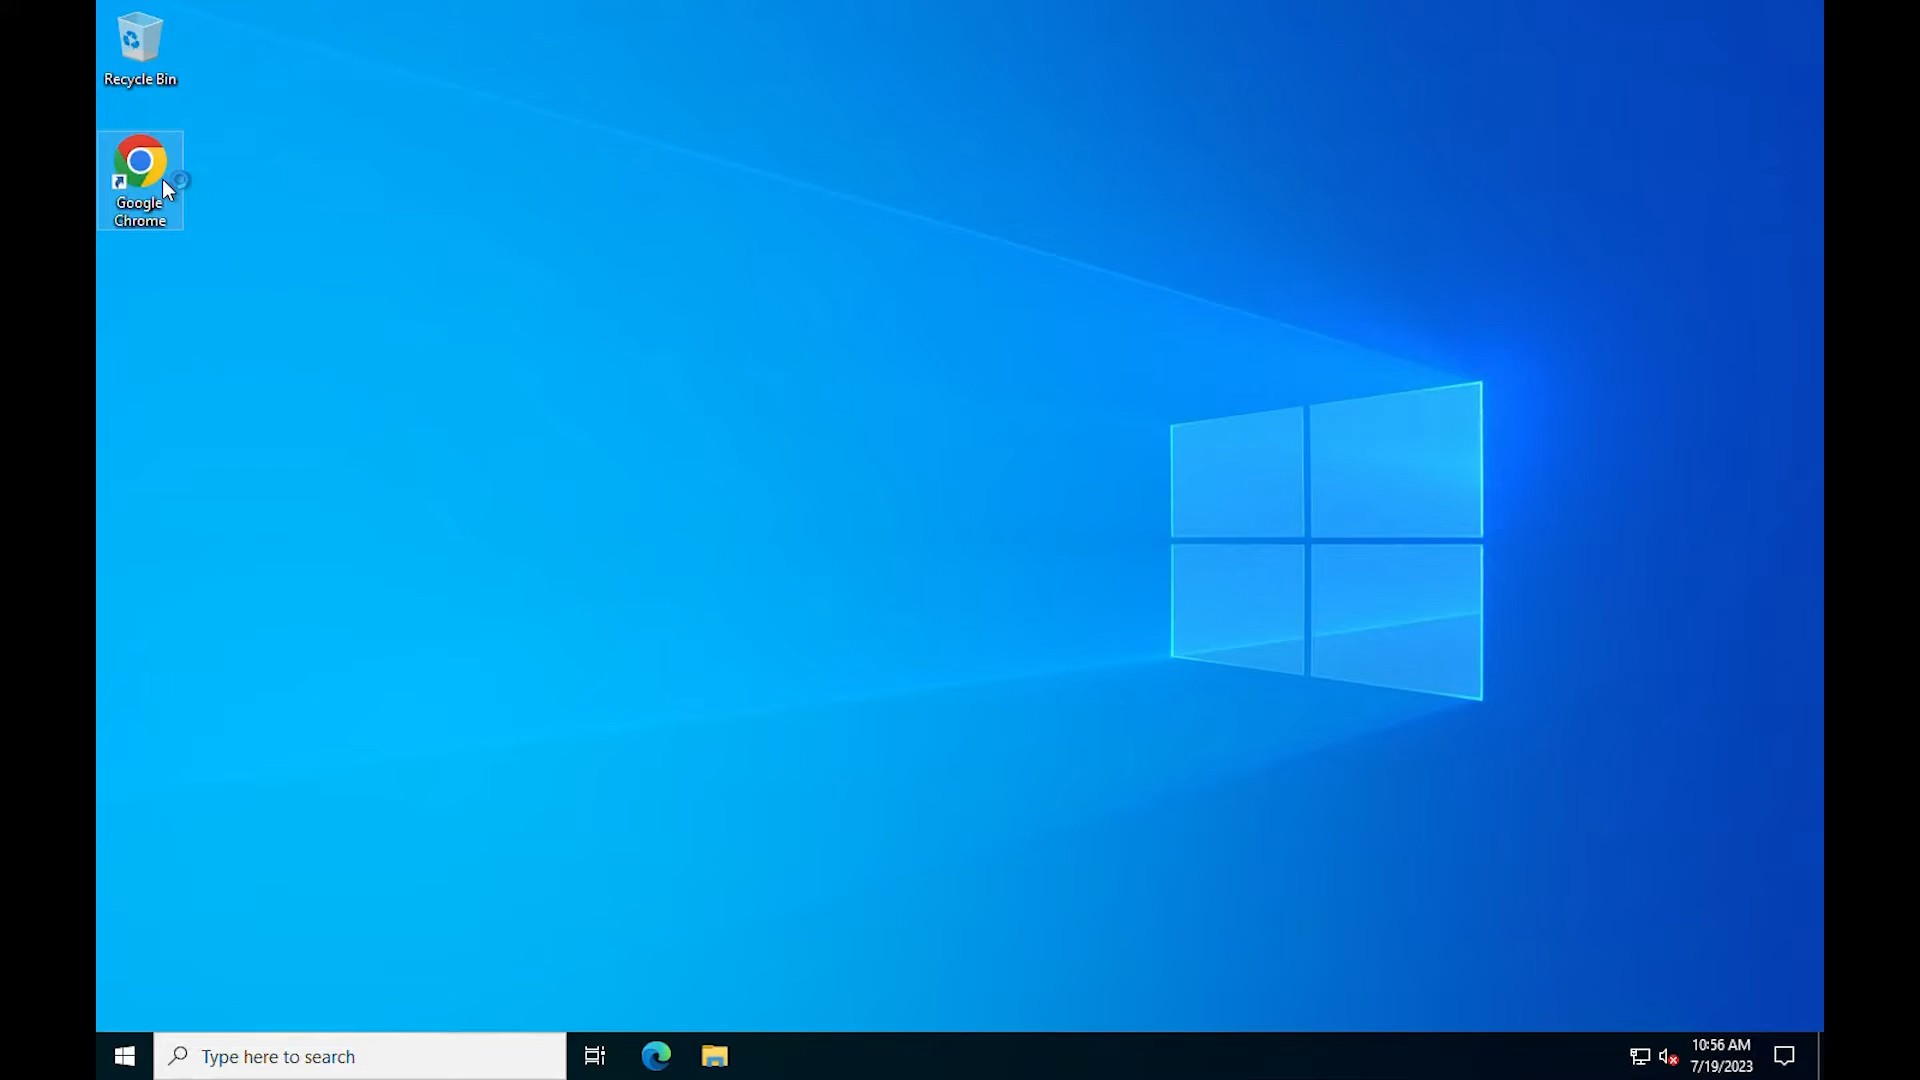 Recycle Bin
Google
Chrome
Type here to search
10:56 AM
7/19/2023